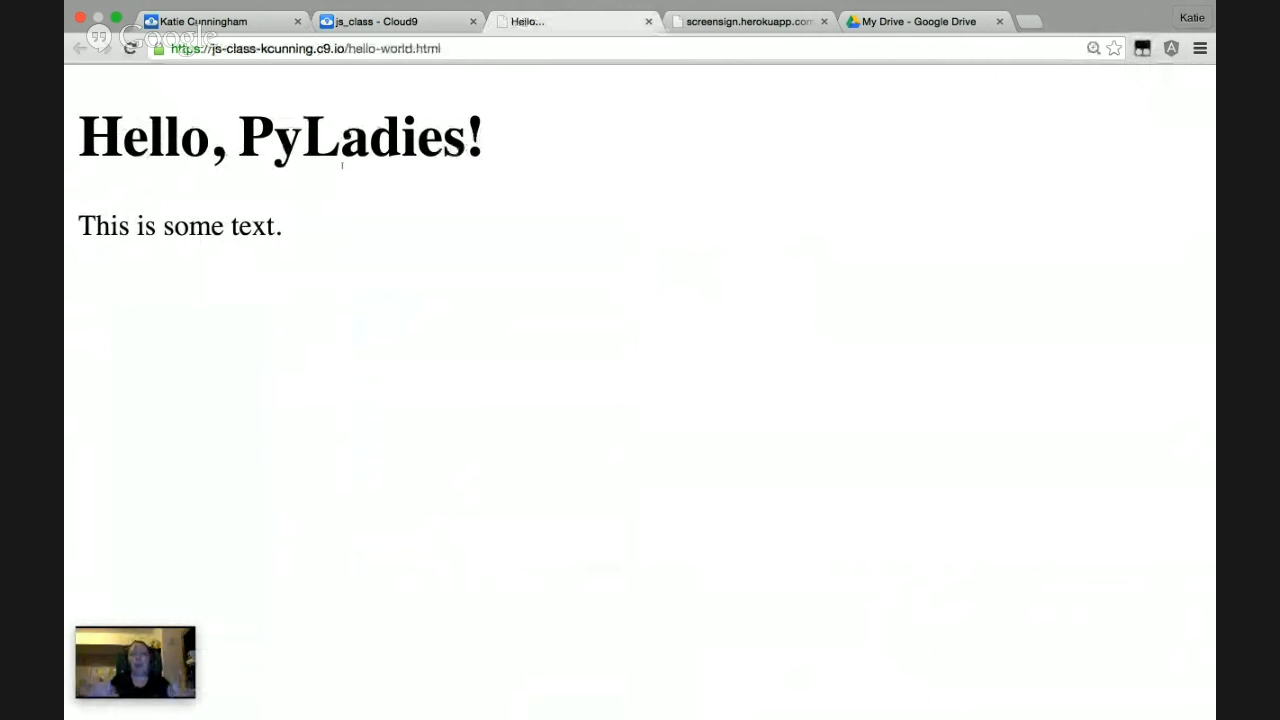 Katie Cunningham
js_class - Cloud9
Hello...
screensign.herokuapp.com
My Drive - Google Drive
Katie
Google
https://js-class-kcunning.c9.io/hello-world.html
Hello, PyLadies!
This is some text.